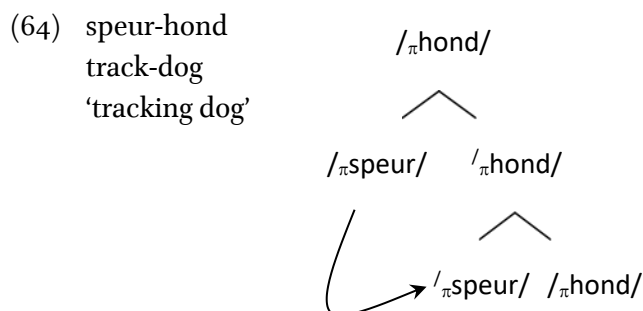 (64) speur-hond
track-dog
‘tracking dog’
/πhond/
/πspeur/ /πhond/
/πspeur/ /πhond/